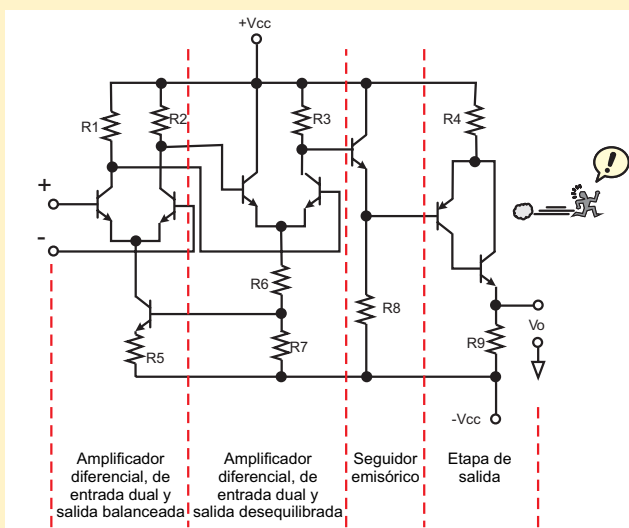 +Vcc
R1
R2
R3
R4
!
+
-
R6
R8
R5
R7
R9
Vo
-Vcc
Amplificador
diferencial, de
entrada dual y
salida balanceada
Amplificador
diferencial, de
entrada dual y
salida desequilibrada
Seguidor
emisórico
Etapa de
salida